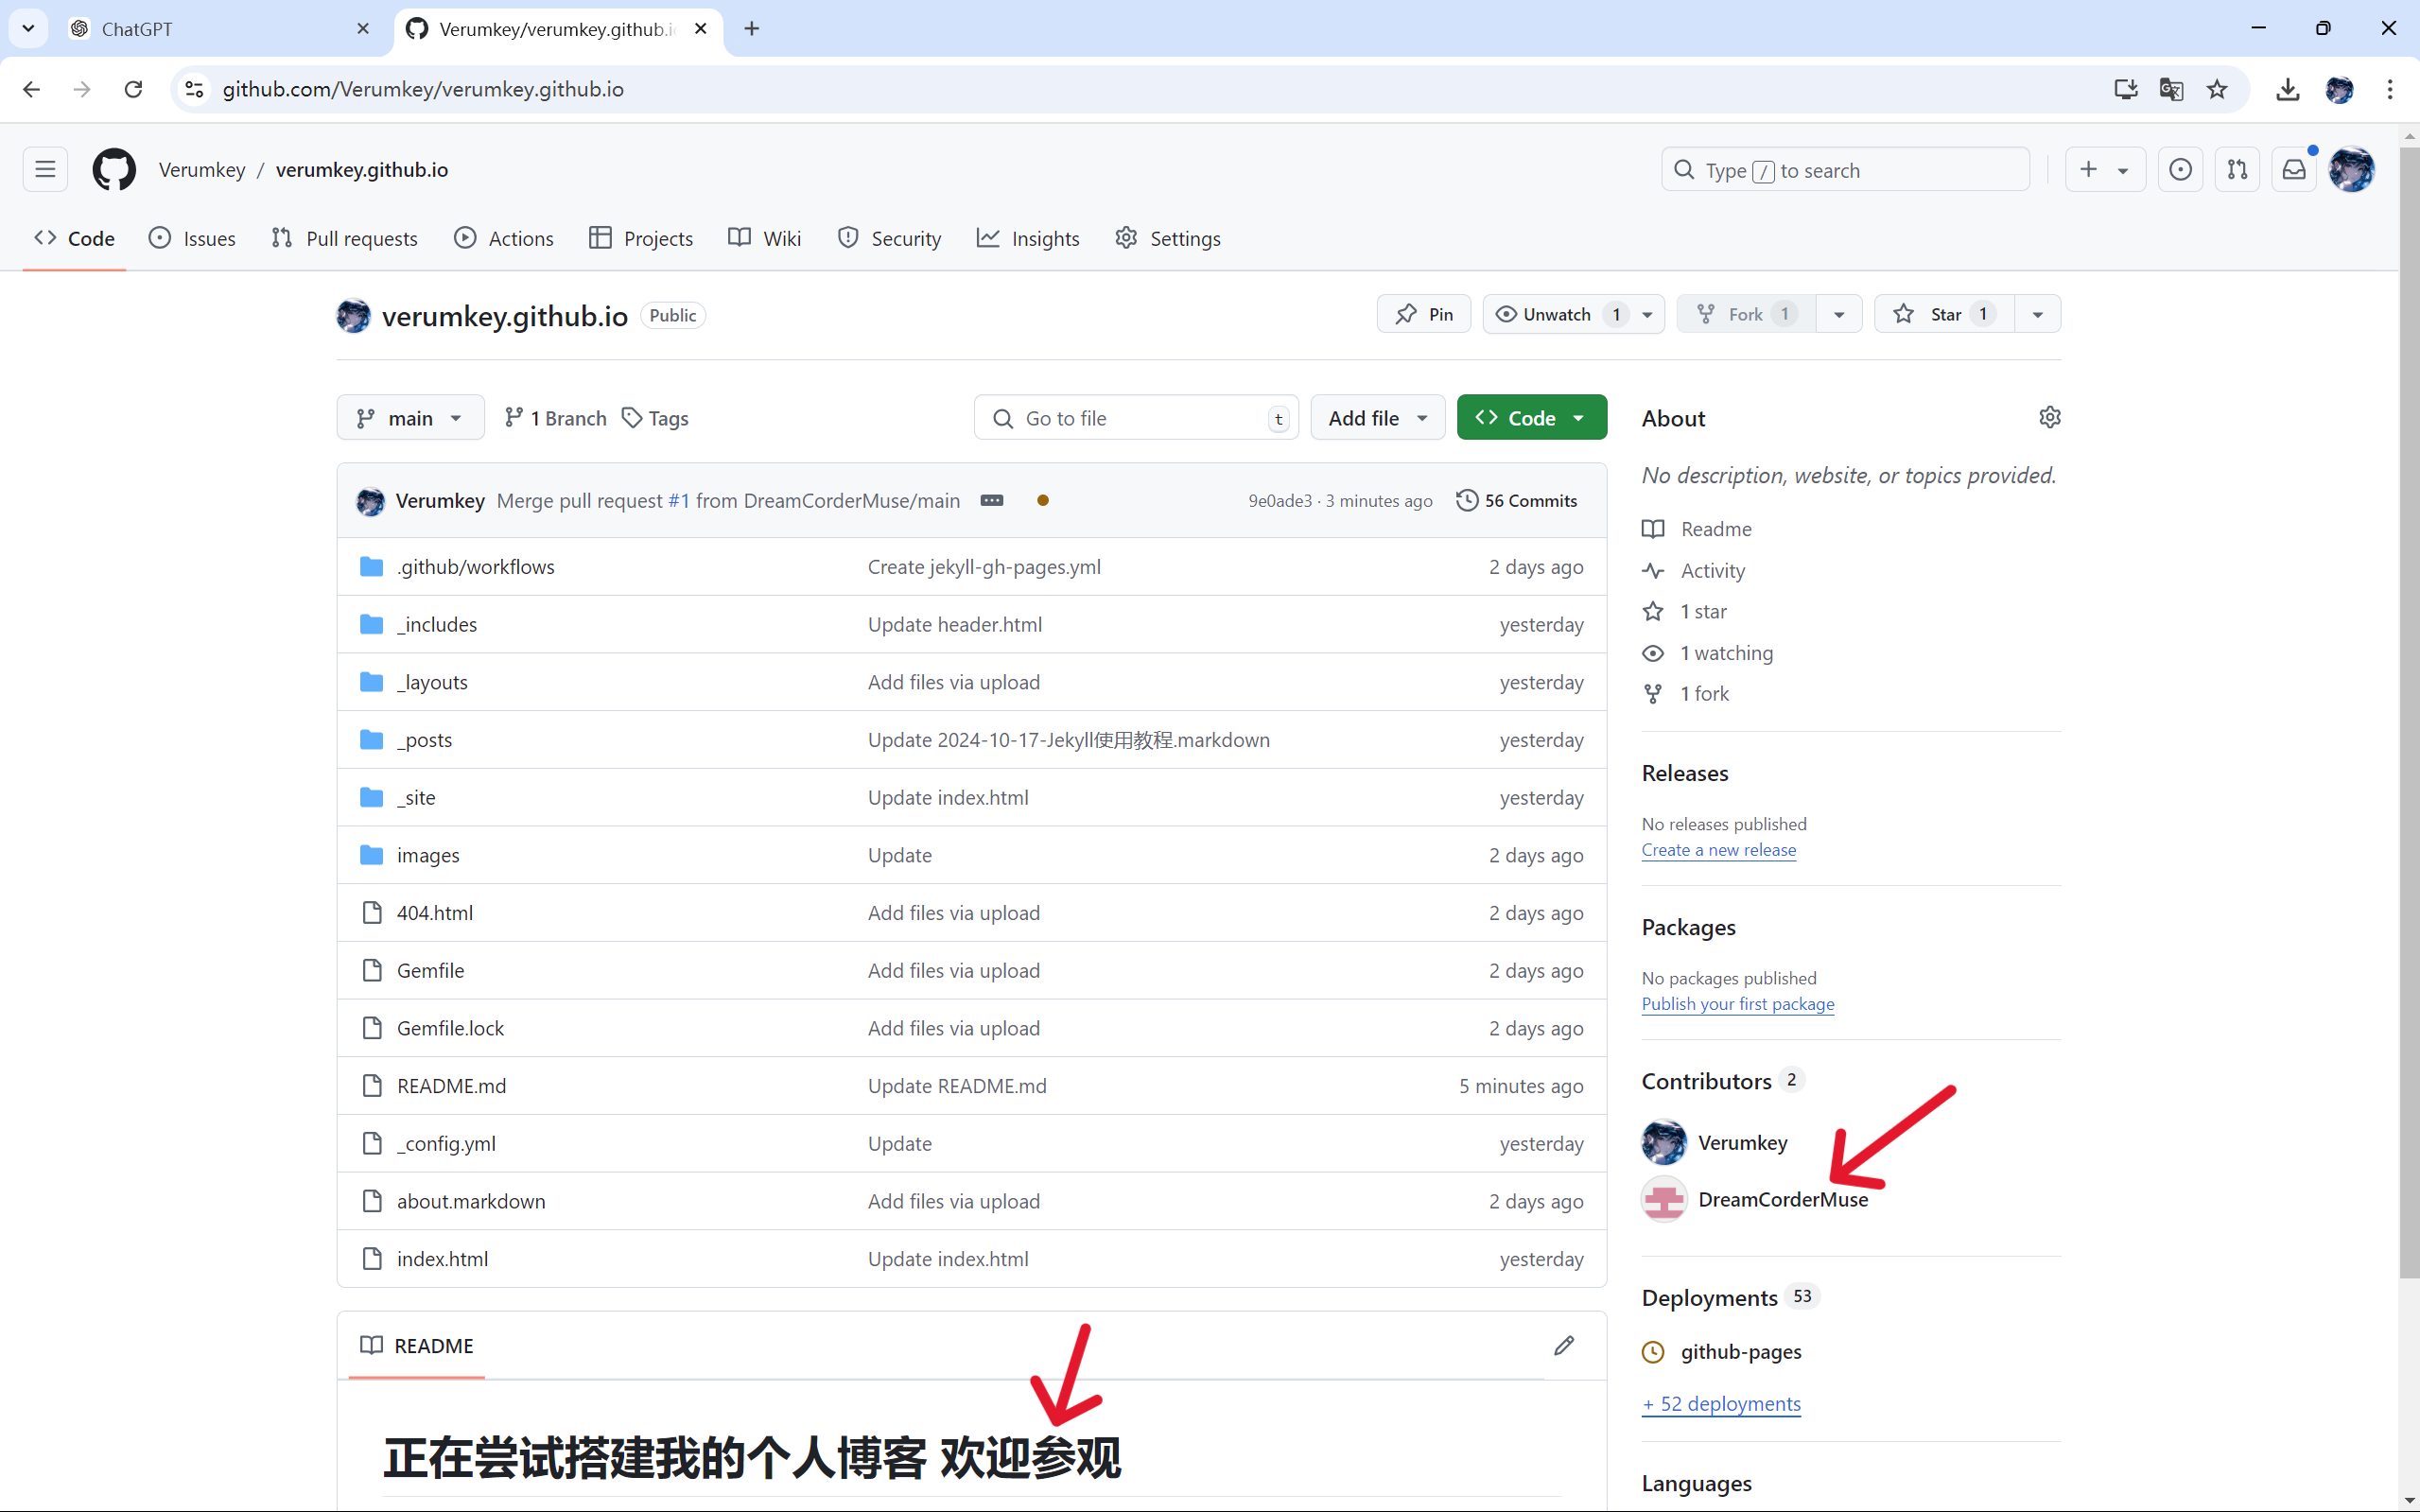 ChatGPT
Verumkey/verumkey.github.i
github.com/Verumkey/verumkey.github.io
Verumkey / verumkey.github.io
Type / to search
Code
Issues
Pull requests
Actions
Projects
Wiki
Security
Insights
Settings
verumkey.github.io Public
Pin
Unwatch 1
Fork 1
Star 1
main
1 Branch
Tags
Go to file t
Add file
Code
Verumkey Merge pull request #1 from DreamCorderMuse/main 9e0ade3 · 3 minutes ago 56 Commits
.github/workflows Create jekyll-gh-pages.yml 2 days ago
_includes Update header.html yesterday
_layouts Add files via upload yesterday
_posts Update 2024-10-17-Jekyll使用教程.markdown yesterday
_site Update index.html yesterday
images Update 2 days ago
404.html Add files via upload 2 days ago
Gemfile Add files via upload 2 days ago
Gemfile.lock Add files via upload 2 days ago
README.md Update README.md 5 minutes ago
_config.yml Update yesterday
about.markdown Add files via upload 2 days ago
index.html Update index.html yesterday
README
正在尝试搭建我的个人博客 欢迎参观
About
No description, website, or topics provided.
Readme
Activity
1 star
1 watching
1 fork
Releases
No releases published
Create a new release
Packages
No packages published
Publish your first package
Contributors 2
Verumkey
DreamCorderMuse
Deployments 53
github-pages
+ 52 deployments
Languages